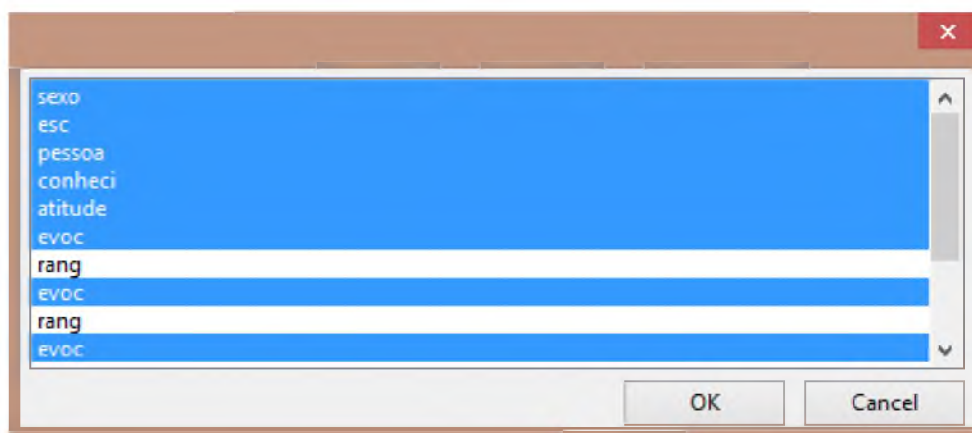 sexo
esc
pessoa
conheci
atitude
evoc
rang
evoc
rang
evoc
OK Cancel